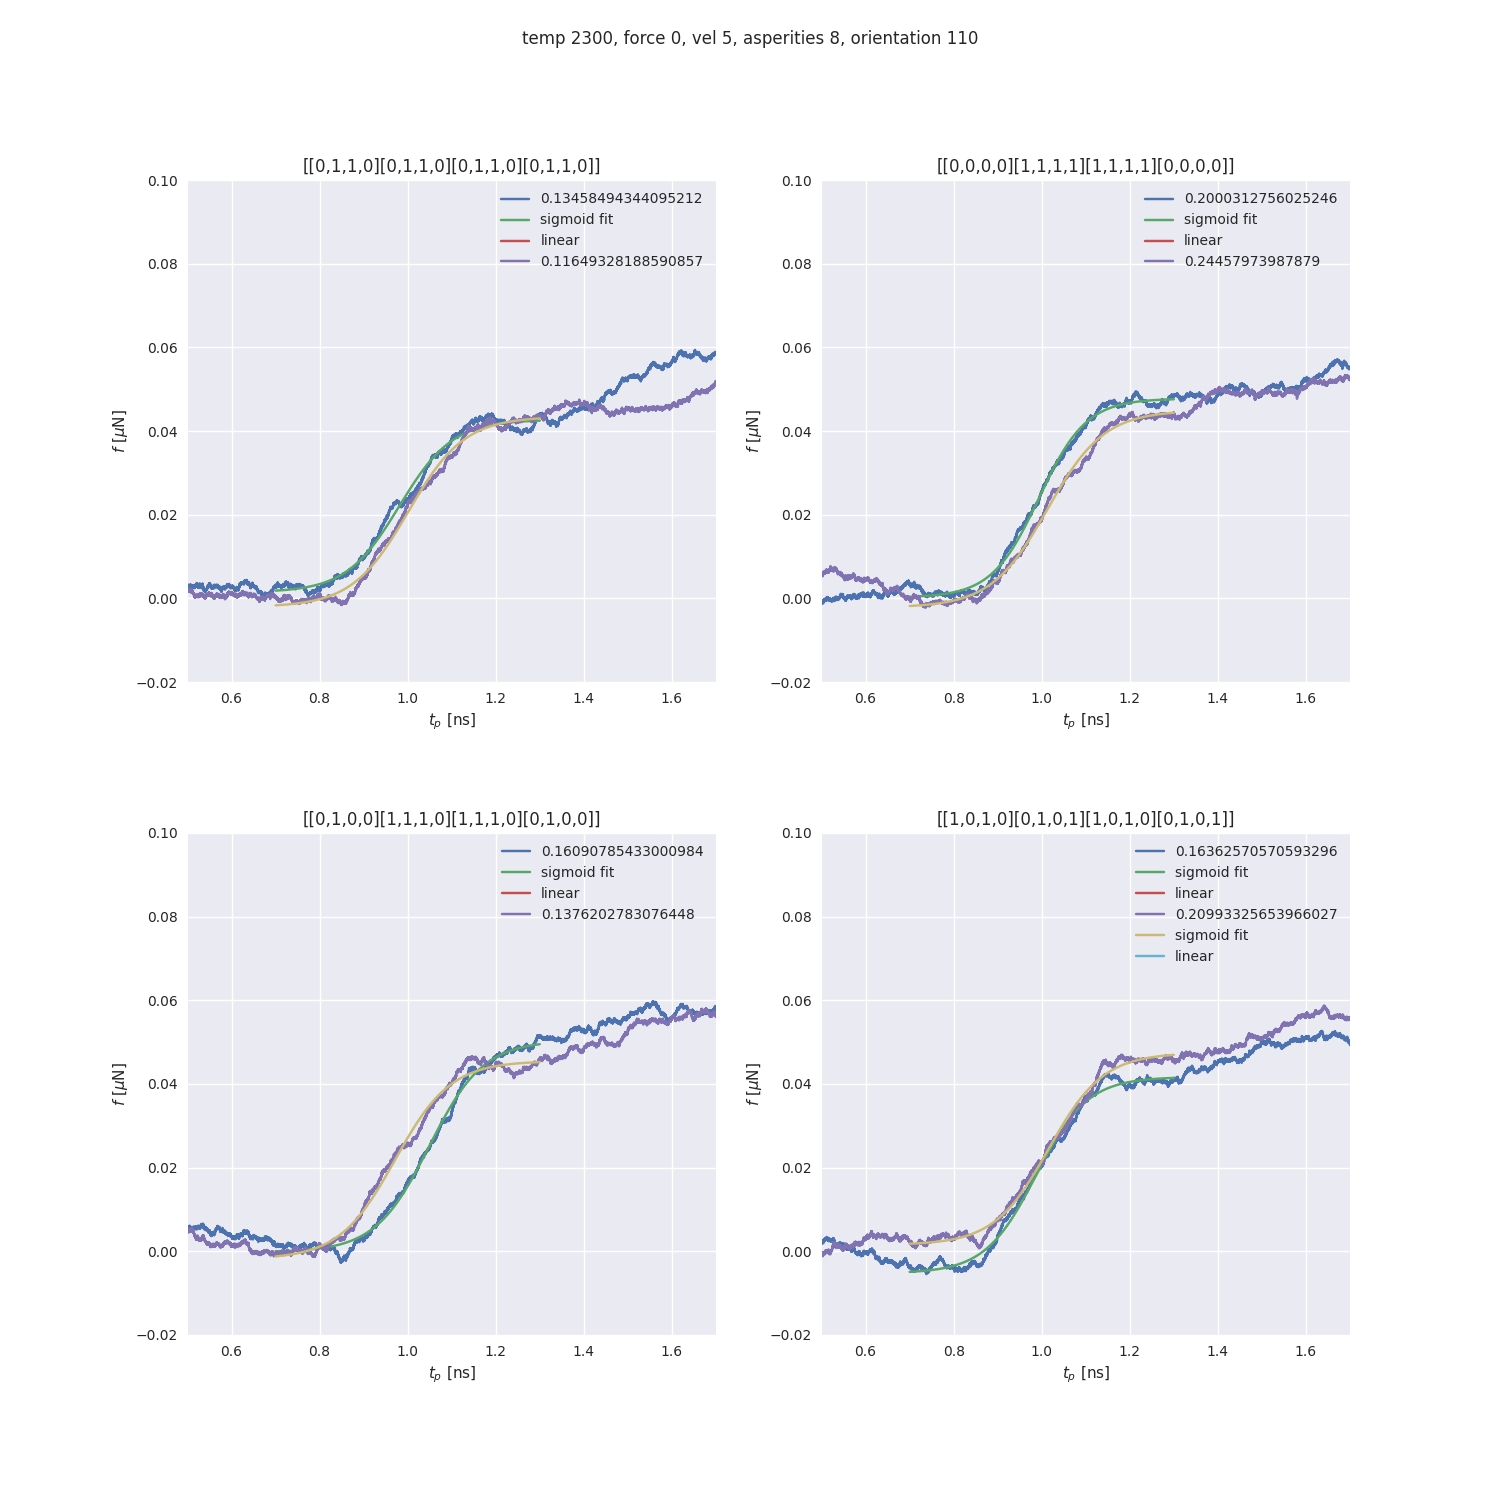 temp 2300, force 0, vel 5, asperities 8, orientation 110
[[0,1,1,0][0,1,1,0][0,1,1,0][0,1,1,0]]
0.10
0.08
0.06
0.04
0.02
0.00
−0.02
f [μN]
0.13458494344095212
sigmoid fit
linear
0.11649328188590857
0.6 0.8 1.0 1.2 1.4 1.6
t_p [ns]
[[0,0,0,0][1,1,1,1][1,1,1,1][0,0,0,0]]
0.10
0.08
0.06
0.04
0.02
0.00
−0.02
f [μN]
0.2000312756025246
sigmoid fit
linear
0.24457973987879
0.6 0.8 1.0 1.2 1.4 1.6
t_p [ns]
[[0,1,0,0][1,1,1,0][1,1,1,0][0,1,0,0]]
0.10
0.08
0.06
0.04
0.02
0.00
−0.02
f [μN]
0.16090785433000984
sigmoid fit
linear
0.1376202783076448
0.6 0.8 1.0 1.2 1.4 1.6
t_p [ns]
[[1,0,1,0][0,1,0,1][1,0,1,0][0,1,0,1]]
0.10
0.08
0.06
0.04
0.02
0.00
−0.02
f [μN]
0.16362570570593296
sigmoid fit
linear
0.20993325653966027
sigmoid fit
linear
0.6 0.8 1.0 1.2 1.4 1.6
t_p [ns]